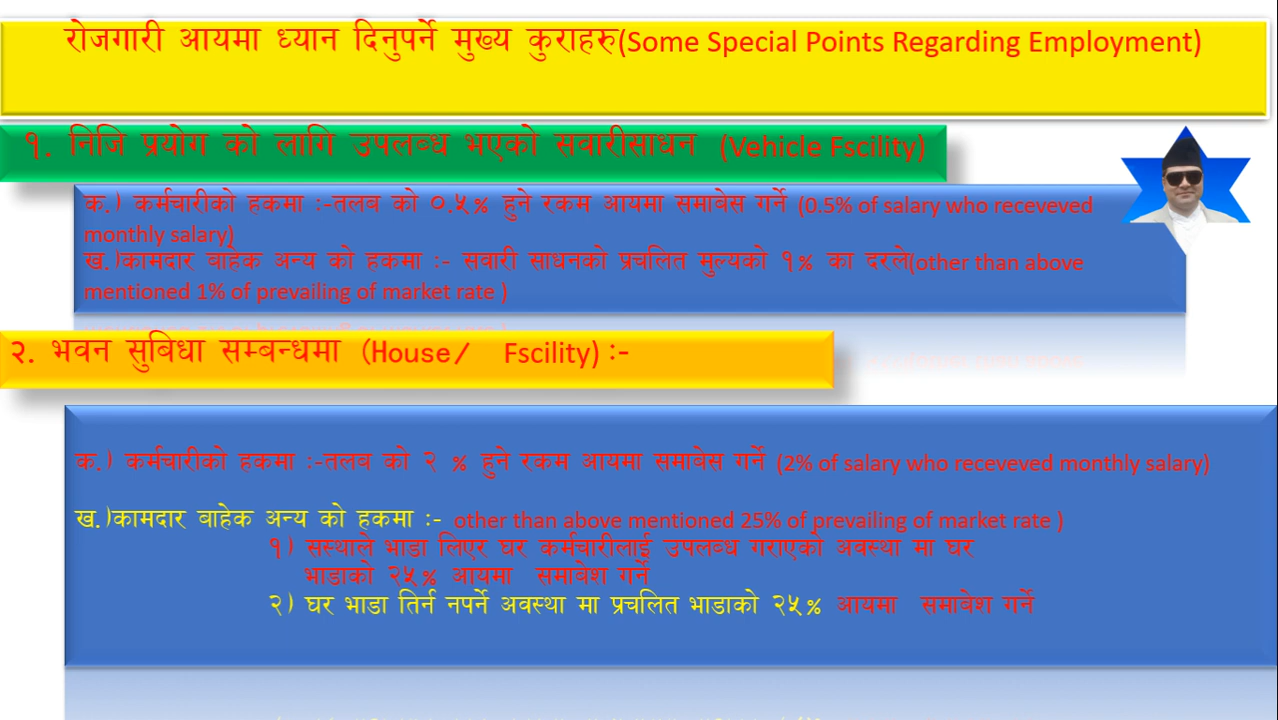 रोजगारी आयमा ध्यान दिनुपर्ने मुख्य कुराहरु(Some Special Points Regarding Employment)
१. निजि प्रयोग को लागि उपलब्ध भएको सवारीसाधन (Vehicle Fscility)
क.) कर्मचारीको हकमा :-तलब को ०.५% हुने रकम आयमा समाबेस गर्ने (0.5% of salary who receveved
monthly salary)
ख.)कामदार बाहेक अन्य को हकमा :- सवारी साधनको प्रचलित मुल्यको १% का दरले(other than above
mentioned 1% of prevailing of market rate )
२. भवन सुबिधा सम्बन्धमा (House/ Fscility) :-
क.) कर्मचारीको हकमा :-तलब को २ % हुने रकम आयमा समाबेस गर्ने (2% of salary who receveved monthly salary)
ख.)कामदार बाहेक अन्य को हकमा :- other than above mentioned 25% of prevailing of market rate )
१) सस्थाले भाडा लिएर घर कर्मचारीलाई उपलब्ध गराएको अवस्था मा घर
भाडाको २५% आयमा समाबेश गर्ने
२) घर भाडा तिर्न नपर्ने अवस्था मा प्रचलित भाडाको २५% आयमा समाबेश गर्ने